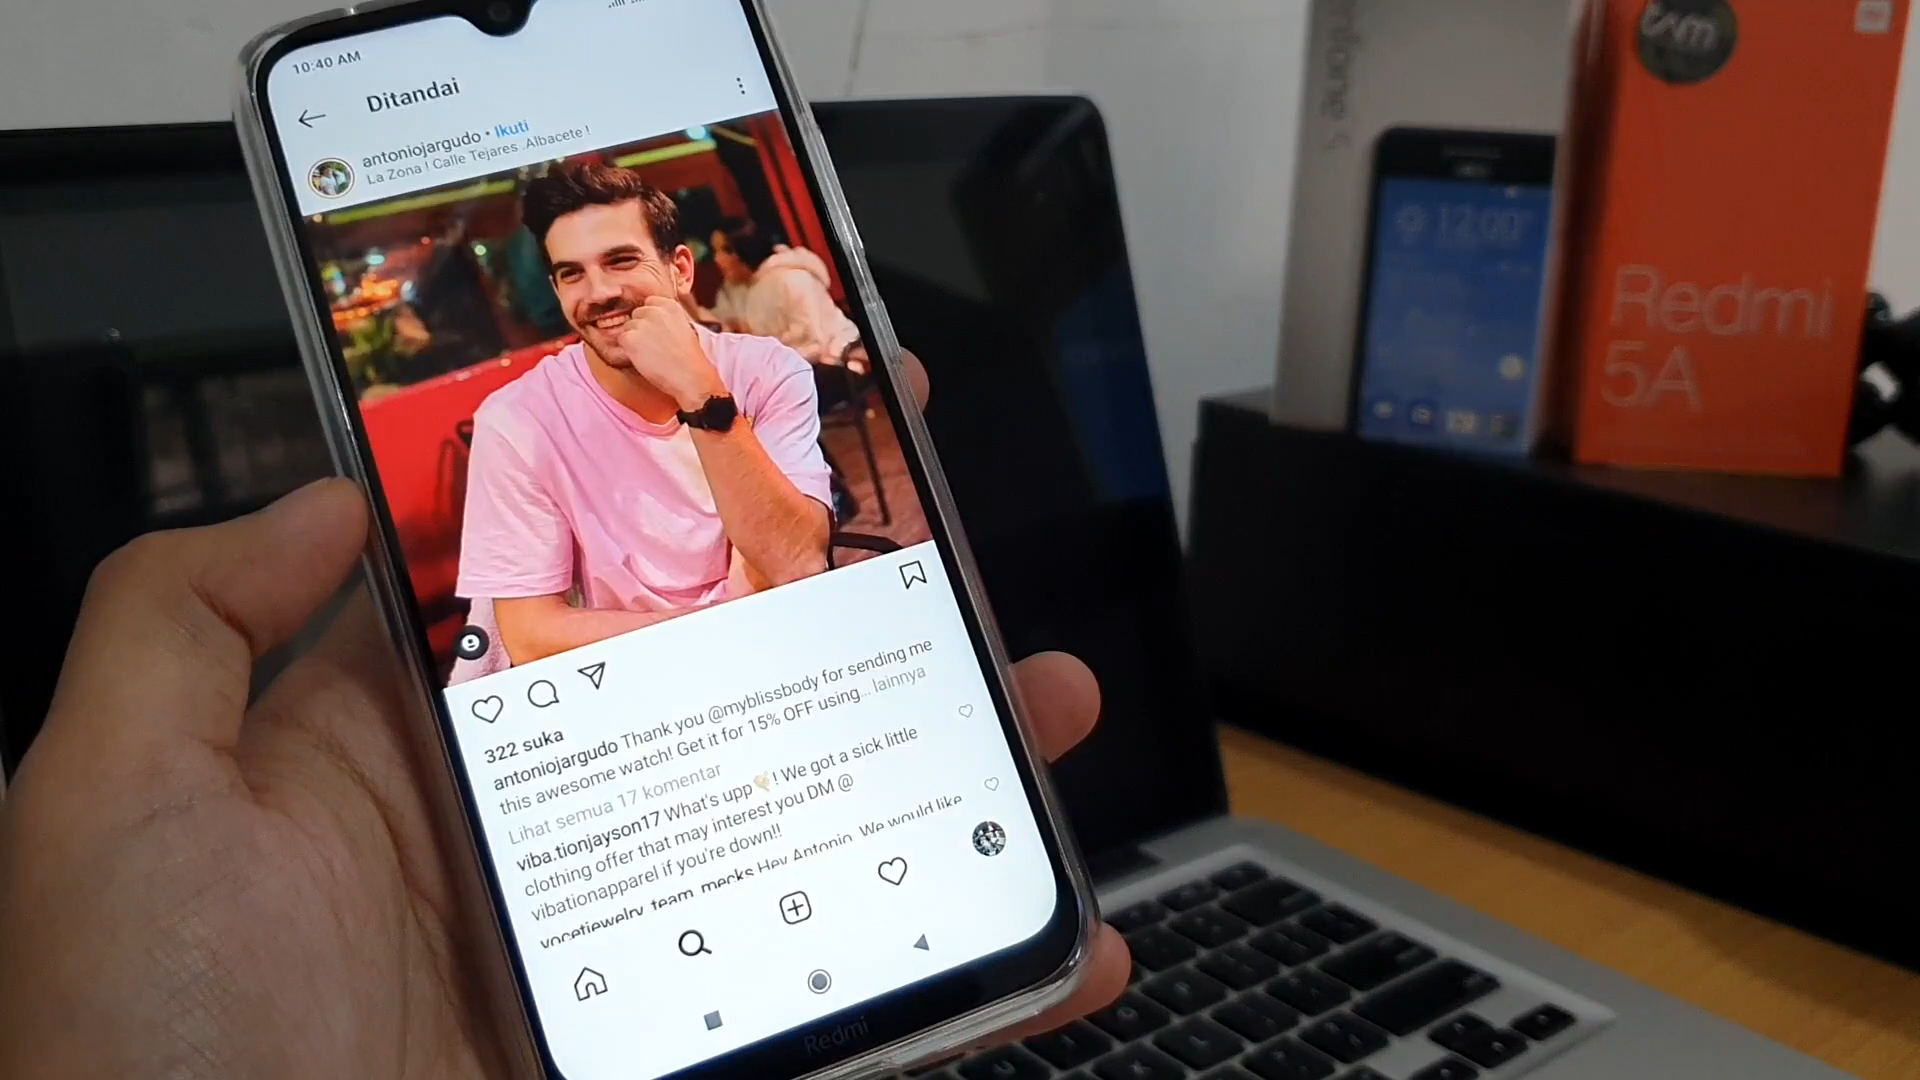 10:40 AM
Ditandai
antoniojargudo • Ikuti
La Zona ! Calle Tejares .Albacete !
322 suka
antoniojargudo Thank you @myblissbody for sending me
this awesome watch! Get it for 15% OFF using... lainnya
Lihat semua 17 komentar
viba.tionjayson17 What's upp! We got a sick little
clothing offer that may interest you DM @
vibationapparel if you're down!!
vocetjewelry_team_mecks Hey Antonio. We would like
Redmi
12:00
Redmi
5A